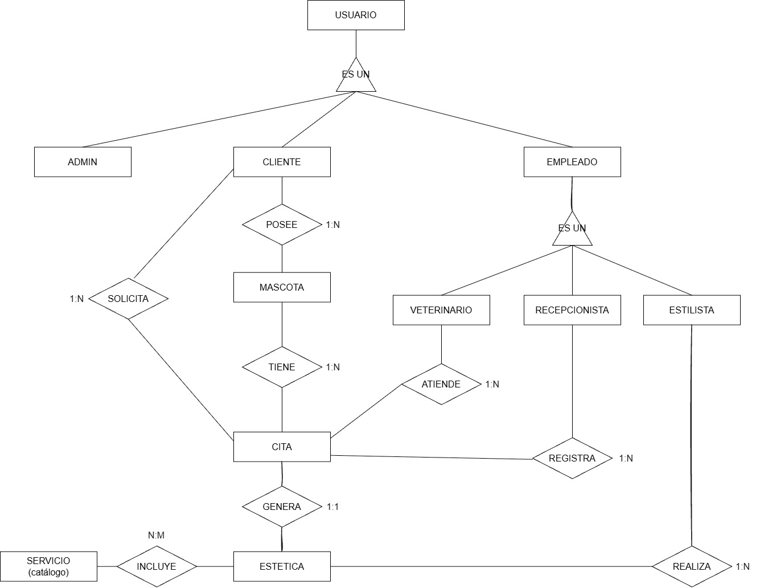 USUARIO
ES UN
ADMIN
CLIENTE
EMPLEADO
POSEE
1:N
ES UN
MASCOTA
1:N
SOLICITA
VETERINARIO
RECEPCIONISTA
ESTILISTA
TIENE
1:N
ATIENDE
1:N
CITA
REGISTRA
1:N
GENERA
1:1
N:M
SERVICIO
(catálogo)
INCLUYE
ESTETICA
REALIZA
1:N